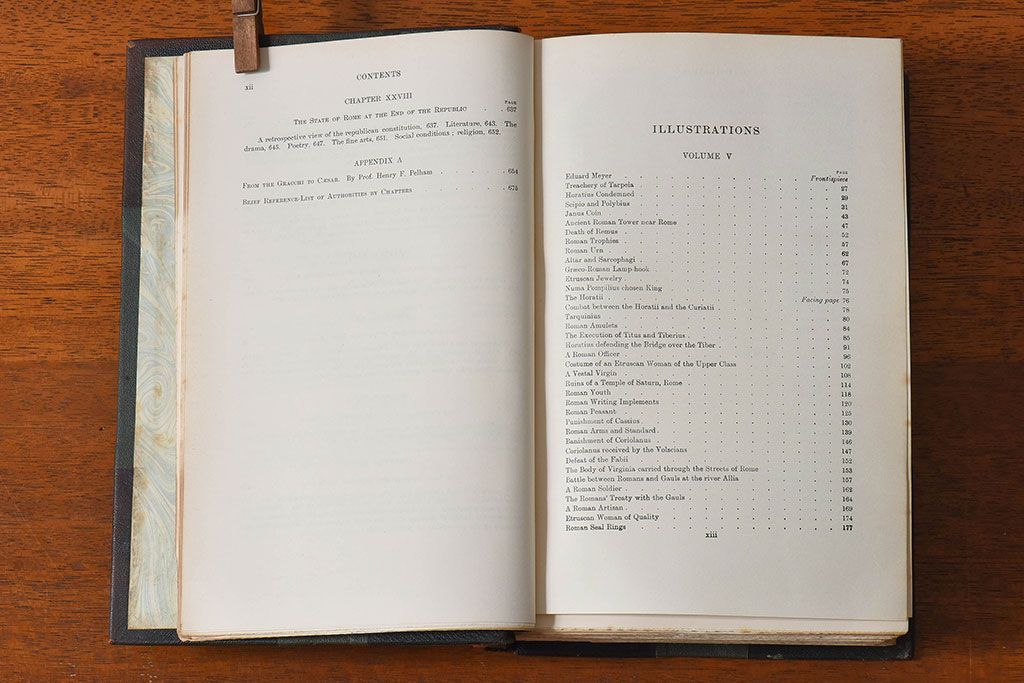 xii
CONTENTS
CHAPTER XXVIII
PAGE
THE STATE OF ROME AT THE END OF THE REPUBLIC . . 637
A retrospective view of the republican constitution, 637. Literature, 643. The
drama, 645. Poetry, 647. The fine arts, 651. Social conditions; religion, 652.
APPENDIX A
FROM THE GRACCHI TO CÆSAR. By Prof. Henry F. Pelham . . . . . . 654
BRIEF REFERENCE-LIST OF AUTHORITIES BY CHAPTERS . . . . . . . 675
ILLUSTRATIONS
VOLUME V
PAGE
Eduard Meyer . . . . . . . . . . . Frontispiece
Treachery of Tarpeia . . . . . . . . . . . 27
Horatius Condemned . . . . . . . . . . . 29
Scipio and Polybius . . . . . . . . . . . 31
Janus Coin . . . . . . . . . . . 43
Ancient Roman Tower near Rome . . . . . . . . . . 47
Death of Remus . . . . . . . . . . . 52
Roman Trophies . . . . . . . . . . . 57
Roman Urn . . . . . . . . . . . 62
Altar and Sarcophagi . . . . . . . . . . . 67
Græco-Roman Lamp-hook . . . . . . . . . . . 72
Etruscan Jewelry . . . . . . . . . . . 74
Numa Pompilius chosen King . . . . . . . . . . 75
The Horatii . . . . . . . . . . Facing page 76
Combat between the Horatii and the Curiatii . . . . . . . . 78
Tarquinius . . . . . . . . . . . 80
Roman Amulets . . . . . . . . . . . 84
The Execution of Titus and Tiberius . . . . . . . . . 85
Horatius defending the Bridge over the Tiber . . . . . . . . 91
A Roman Officer . . . . . . . . . . . 96
Costume of an Etruscan Woman of the Upper Class . . . . . . . 102
A Vestal Virgin . . . . . . . . . . . 108
Ruins of a Temple of Saturn, Rome . . . . . . . . . 114
Roman Youth . . . . . . . . . . . 118
Roman Writing Implements . . . . . . . . . . 120
Roman Peasant . . . . . . . . . . . 125
Punishment of Cassius . . . . . . . . . . . 130
Roman Arms and Standard . . . . . . . . . . . 139
Banishment of Coriolanus . . . . . . . . . . . 146
Coriolanus received by the Volscians . . . . . . . . . 147
Defeat of the Fabii . . . . . . . . . . . 152
The Body of Virginia carried through the Streets of Rome . . . . . . 153
Battle between Romans and Gauls at the river Allia . . . . . . . 157
A Roman Soldier . . . . . . . . . . . 162
The Romans' Treaty with the Gauls . . . . . . . . . 164
A Roman Artisan . . . . . . . . . . . 169
Etruscan Woman of Quality . . . . . . . . . . 174
Roman Seal Rings . . . . . . . . . . . 177
xiii